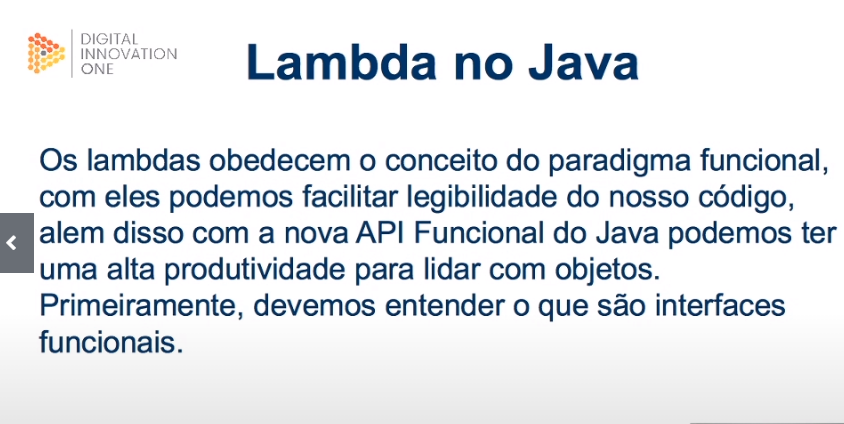 DIGITAL
INNOVATION
ONE
Lambda no Java
Os lambdas obedecem o conceito do paradigma funcional,
com eles podemos facilitar legibilidade do nosso código,
alem disso com a nova API Funcional do Java podemos ter
uma alta produtividade para lidar com objetos.
Primeiramente, devemos entender o que são interfaces
funcionais.